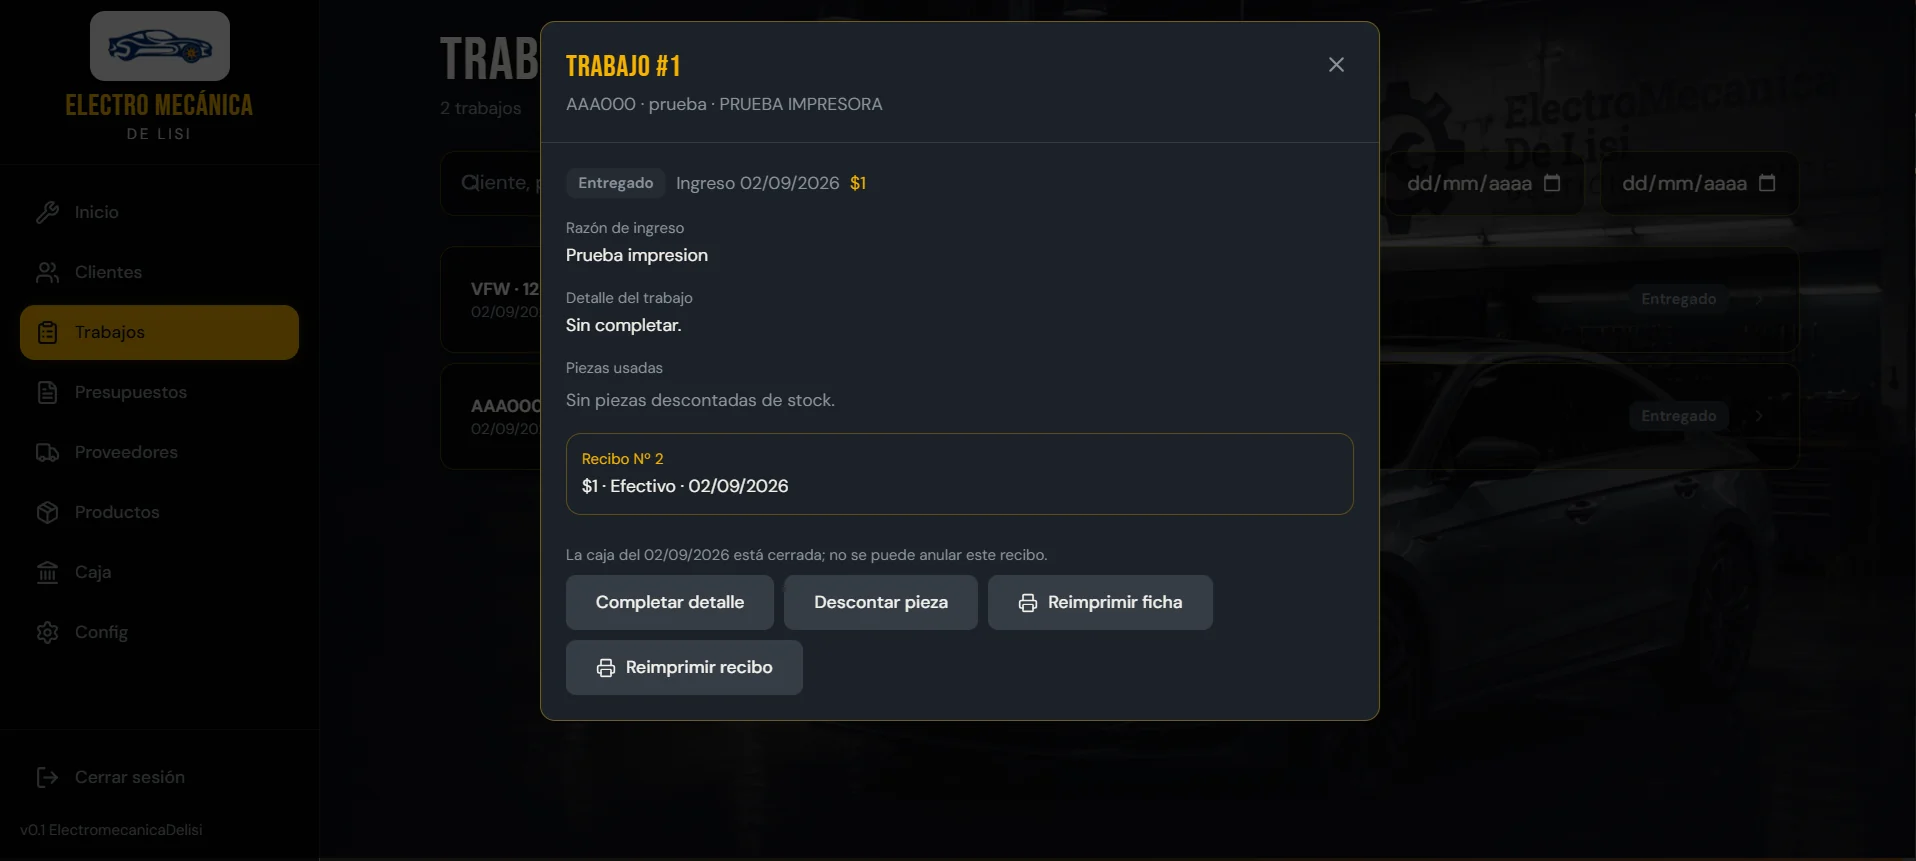 ELECTRO MECÁNICA
DE LISI
Inicio
Clientes
Trabajos
Presupuestos
Proveedores
Productos
Caja
Config
Cerrar sesión
v0.1 ElectromecanicaDelisi
TRAB
2 trabajos
ElectroMecanica
De Lisi
dd/mm/aaaa
dd/mm/aaaa
VFW · 12
02/09/20
Entregado
AAA000
02/09/20
Entregado
TRABAJO #1
AAA000 · prueba · PRUEBA IMPRESORA
Entregado Ingreso 02/09/2026 $1
Razón de ingreso
Prueba impresion
Detalle del trabajo
Sin completar.
Piezas usadas
Sin piezas descontadas de stock.
Recibo Nº 2
$1 · Efectivo · 02/09/2026
La caja del 02/09/2026 está cerrada; no se puede anular este recibo.
Completar detalle
Descontar pieza
Reimprimir ficha
Reimprimir recibo